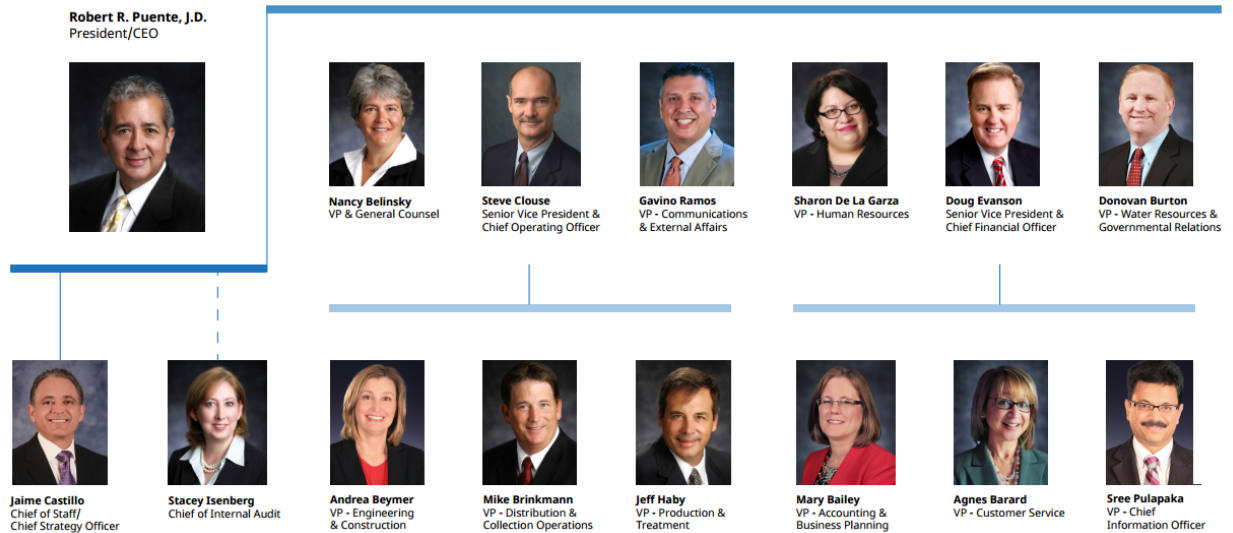 Robert R. Puente, J.D.
President/CEO
Nancy Belinsky
VP & General Counsel
Steve Clouse
Senior Vice President &
Chief Operating Officer
Gavino Ramos
VP - Communications
& External Affairs
Sharon De La Garza
VP - Human Resources
Doug Evanson
Senior Vice President &
Chief Financial Officer
Donovan Burton
VP - Water Resources &
Governmental Relations
Jaime Castillo
Chief of Staff/
Chief Strategy Officer
Stacey Isenberg
Chief of Internal Audit
Andrea Beymer
VP - Engineering
& Construction
Mike Brinkmann
VP - Distribution &
Collection Operations
Jeff Haby
VP - Production &
Treatment
Mary Bailey
VP - Accounting &
Business Planning
Agnes Barard
VP - Customer Service
Sree Pulapaka
VP - Chief
Information Officer